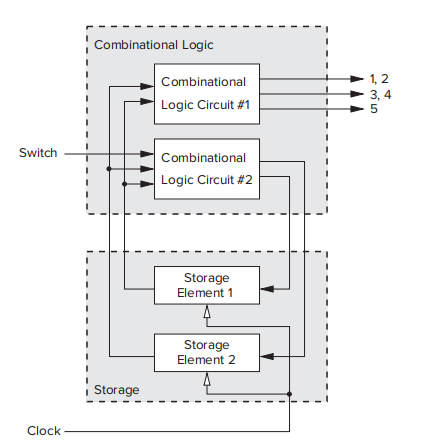 Combinational Logic
Combinational
Logic Circuit #1
1, 2
3, 4
5
Switch
Combinational
Logic Circuit #2
Storage
Element 1
Storage
Element 2
Storage
Clock